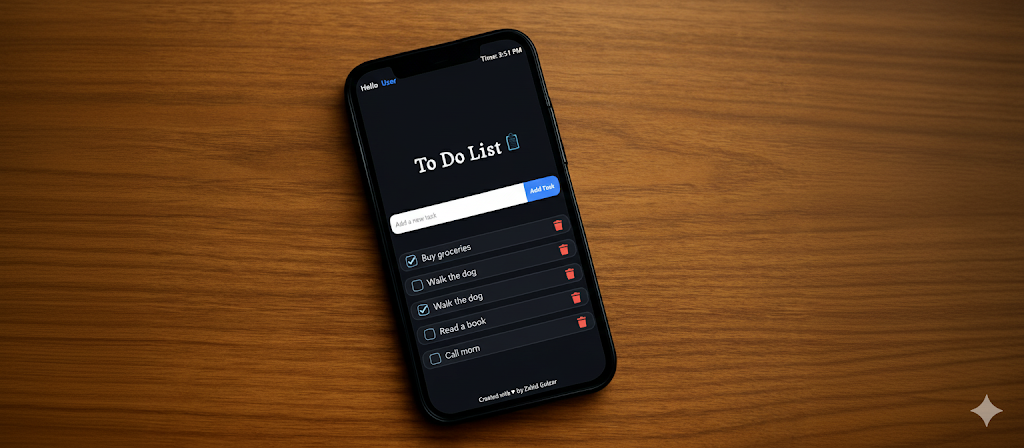 Hello User
Time: 3:51 PM
To Do List
Add a new task
Add Task
Buy groceries
Walk the dog
Walk the dog
Read a book
Call mom
Created with ♥ by Zahid Gulzar